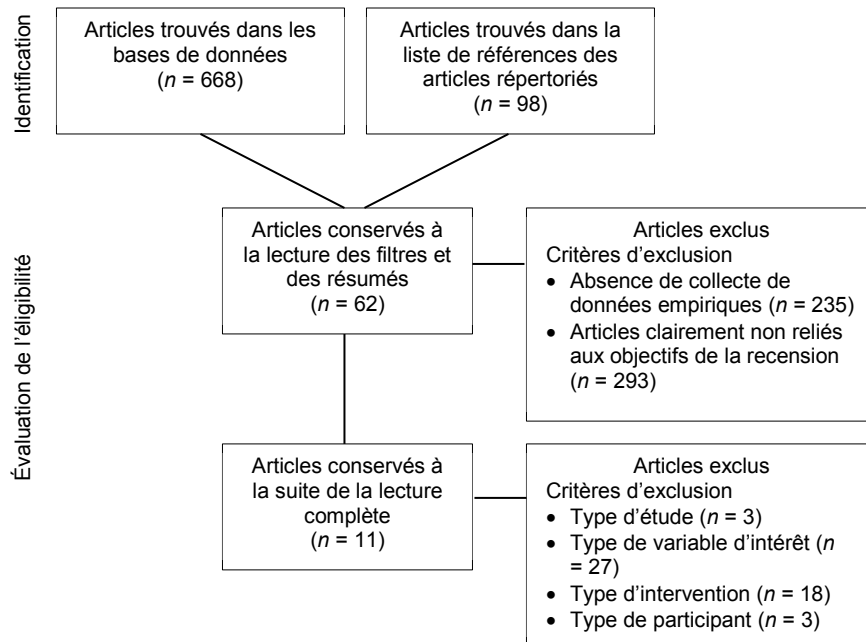 Identification
Articles trouvés dans les
bases de données
(n = 668)
Articles trouvés dans la
liste de références des
articles répertoriés
(n = 98)
Évaluation de l'éligibilité
Articles conservés à
la lecture des filtres et
des résumés
(n = 62)
Articles exclus
Critères d'exclusion
• Absence de collecte de
données empiriques (n = 235)
• Articles clairement non reliés
aux objectifs de la recension
(n = 293)
Articles conservés à
la suite de la lecture
complète
(n = 11)
Articles exclus
Critères d'exclusion
• Type d'étude (n = 3)
• Type de variable d'intérêt (n
= 27)
• Type d'intervention (n = 18)
• Type de participant (n = 3)